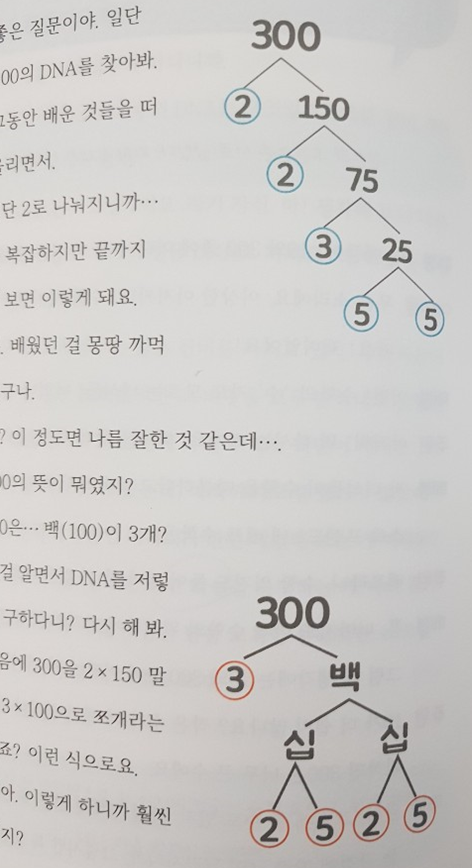 좋은 질문이야. 일단
00의 DNA를 찾아봐.
그동안 배운 것들을 떠
올리면서.
단 2로 나눠지니까…
복잡하지만 끝까지
보면 이렇게 돼요.
. 배웠던 걸 몽땅 까먹
구나.
? 이 정도면 나름 잘한 것 같은데….
00의 뜻이 뭐였지?
0은… 백(100)이 3개?
걸 알면서 DNA를 저렇
구하다니? 다시 해 봐.
음에 300을 2×150 말
3×100으로 쪼개라는
죠? 이런 식으로요.
아. 이렇게 하니까 훨씬
지?
300
2 150
2 75
3 25
5 5
300
3 백
십 십
2 5 2 5